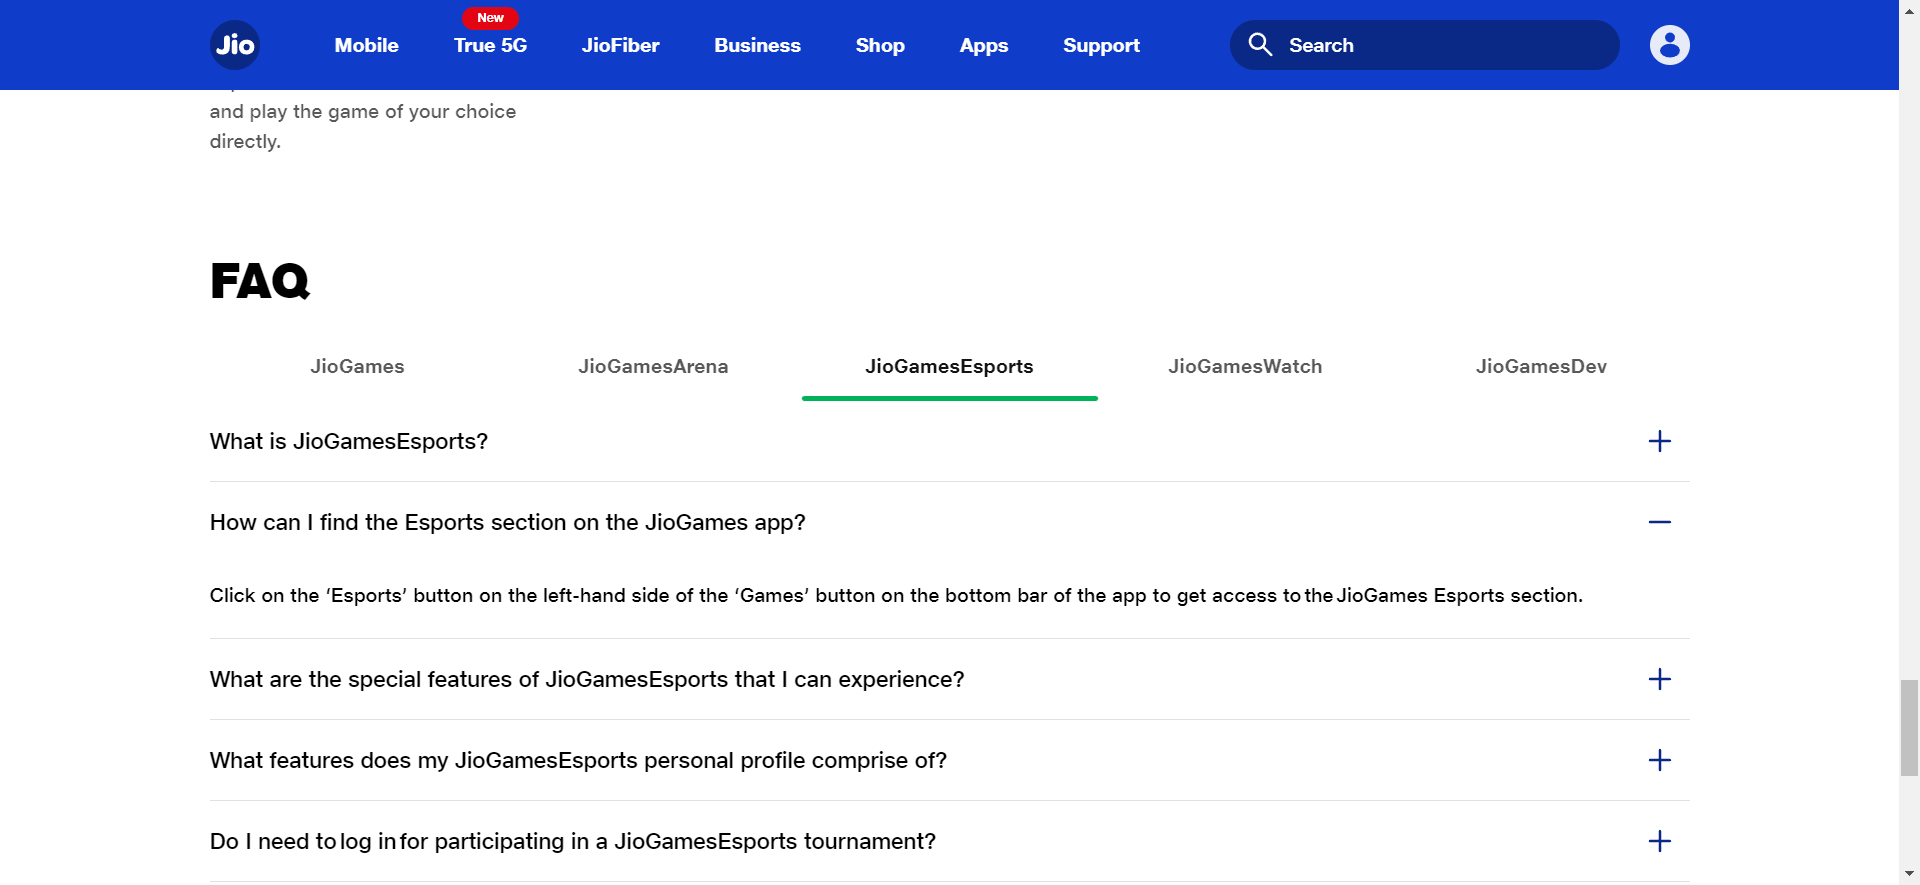 New
Jio Mobile True 5G JioFiber Business Shop Apps Support Search
and play the game of your choice
directly.
FAQ
JioGames JioGamesArena JioGamesEsports JioGamesWatch JioGamesDev
What is JioGamesEsports?
How can I find the Esports section on the JioGames app?
Click on the ‘Esports’ button on the left-hand side of the ‘Games’ button on the bottom bar of the app to get access to the JioGames Esports section.
What are the special features of JioGamesEsports that I can experience?
What features does my JioGamesEsports personal profile comprise of?
Do I need to log in for participating in a JioGamesEsports tournament?